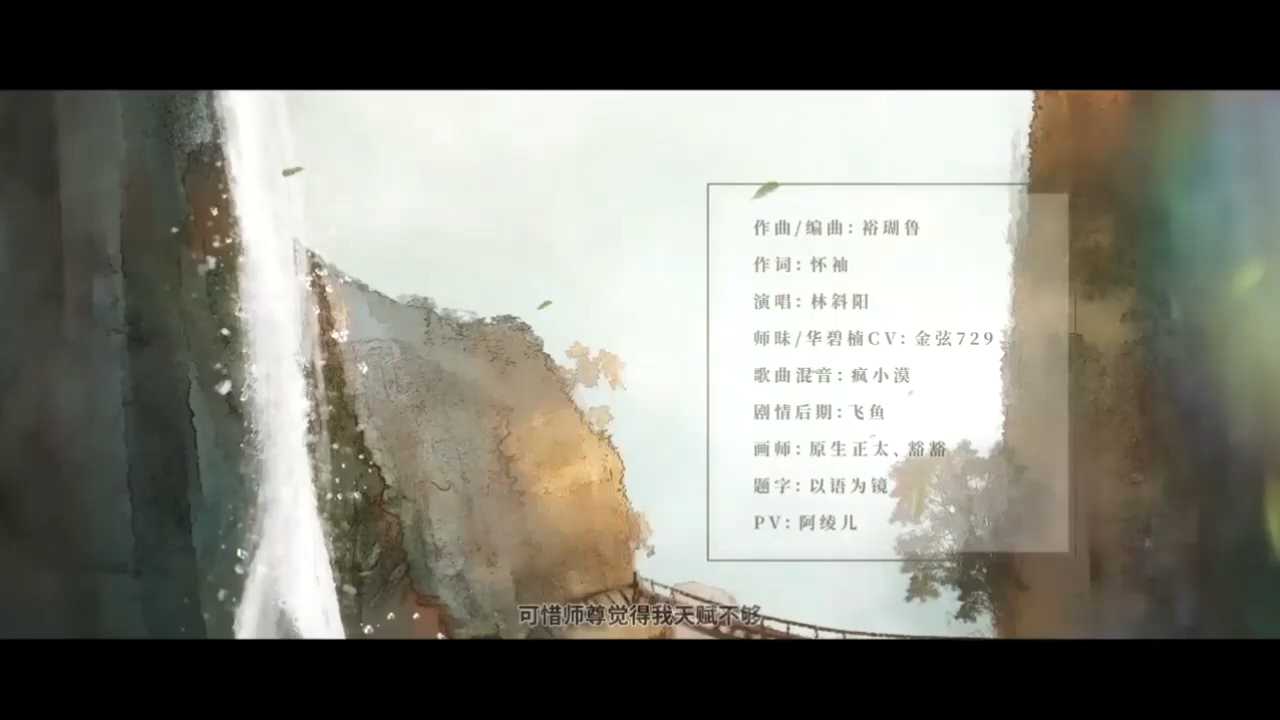 作曲/编曲: 裕瑚鲁
作词: 怀袖
演唱: 林斜阳
师昧/华碧楠CV: 金弦729
歌曲混音: 疯小漠
剧情后期: 飞鱼
画师: 原生正太、豁豁
题字: 以语为镜
PV: 阿绫儿
可惜师尊觉得我天赋不够